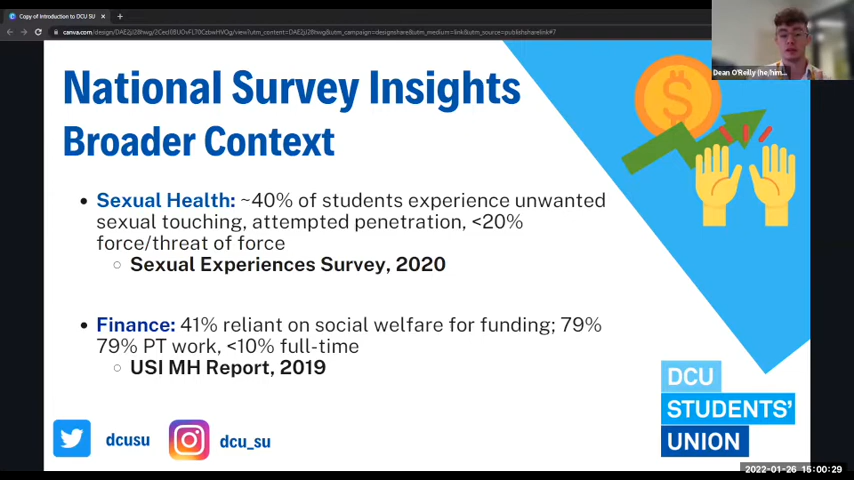 Copy of Introduction to DCU SU
Dean O'Reilly (he/him...
National Survey Insights
Broader Context
Sexual Health: ~40% of students experience unwanted
sexual touching, attempted penetration, <20%
force/threat of force
Sexual Experiences Survey, 2020
Finance: 41% reliant on social welfare for funding; 79%
79% PT work, <10% full-time
USI MH Report, 2019
dcusu
dcu_su
DCU
STUDENTS'
UNION
2022-01-26 15:00:29